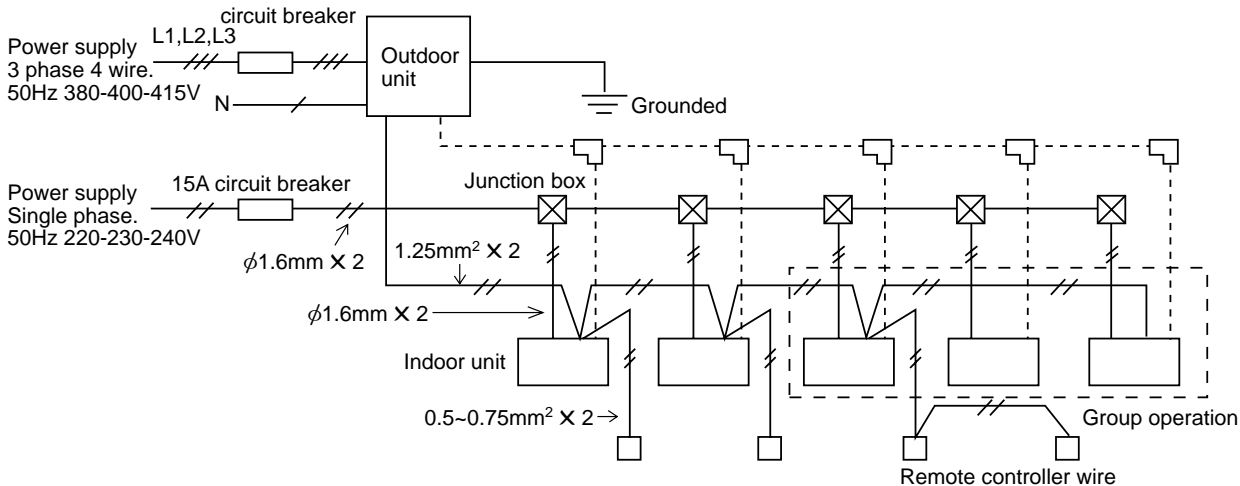 circuit breaker
L1,L2,L3
Power supply
3 phase 4 wire.
50Hz 380-400-415V
N
Outdoor
unit
Grounded
15A circuit breaker
Power supply
Single phase.
50Hz 220-230-240V
Junction box
ϕ1.6mm × 2
1.25mm² × 2
ϕ1.6mm × 2
Indoor unit
0.5~0.75mm² × 2
Group operation
Remote controller wire